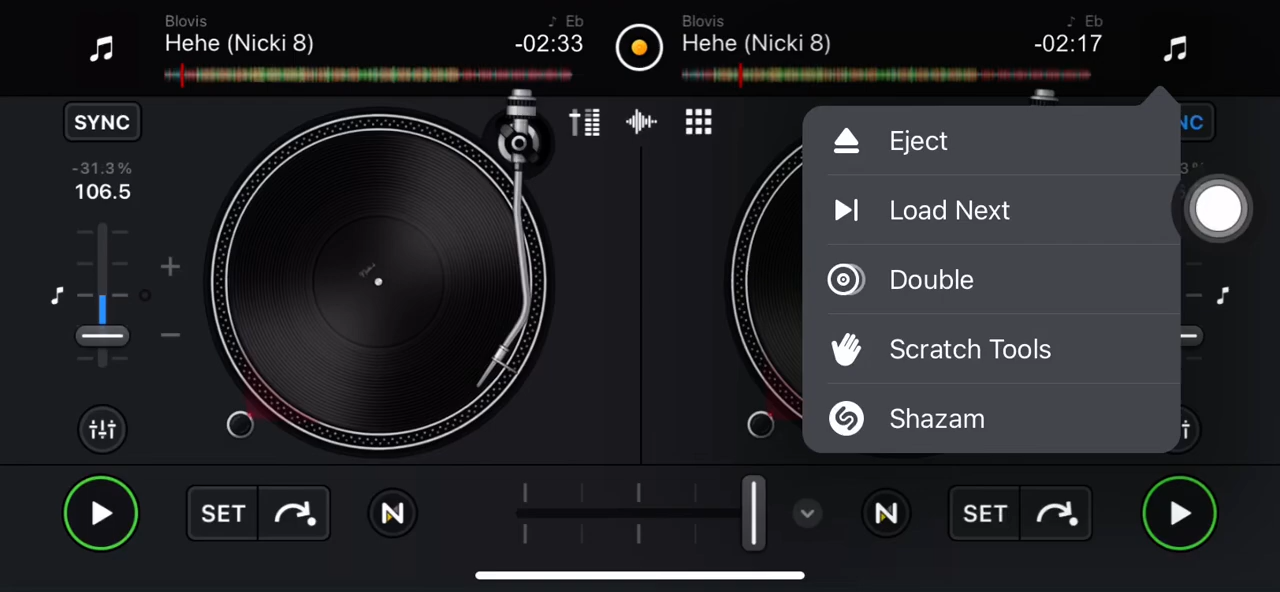 Blovis
Eb
Hehe (Nicki 8)
-02:33
Blovis
Eb
Hehe (Nicki 8)
-02:17
SYNC
-31.3%
106.5
Eject
Load Next
Double
Scratch Tools
Shazam
NC
SET
N
N
SET